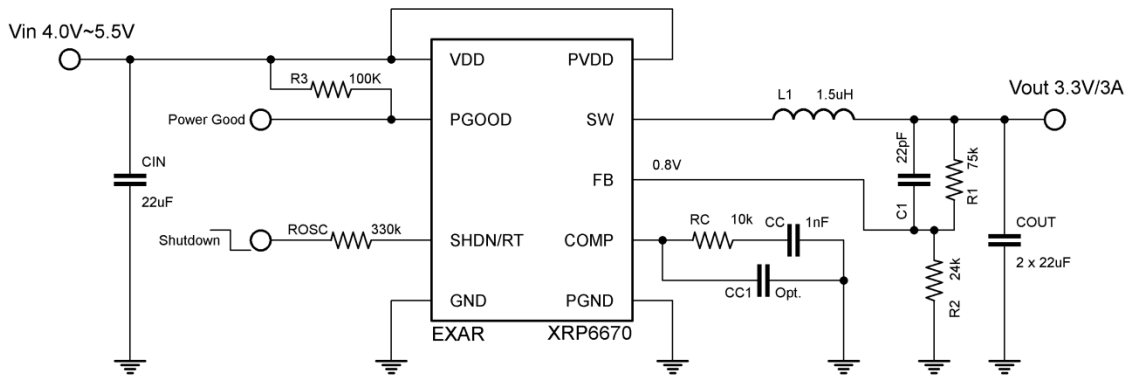 Vin 4.0V~5.5V
VDD
PVDD
R3
100K
L1
1.5uH
Vout 3.3V/3A
Power Good
PGOOD
SW
22pF
75k
CIN
0.8V
FB
C1
R1
22uF
ROSC
330k
RC
10k
CC
1nF
COUT
Shutdown
SHDN/RT
COMP
24k
2 x 22uF
CC1
Opt.
R2
GND
PGND
EXAR
XRP6670